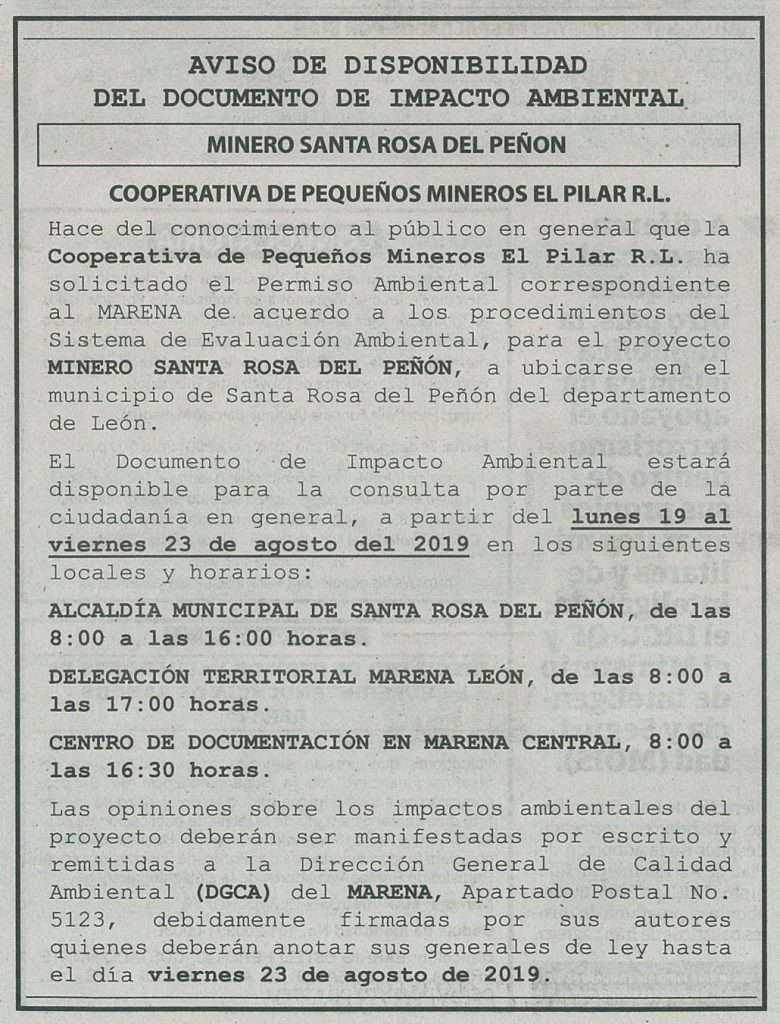 AVISO DE DISPONIBILIDAD
DEL DOCUMENTO DE IMPACTO AMBIENTAL
MINERO SANTA ROSA DEL PEÑON
COOPERATIVA DE PEQUEÑOS MINEROS EL PILAR R.L.
Hace del conocimiento al público en general que la
Cooperativa de Pequeños Mineros El Pilar R.L. ha
solicitado el Permiso Ambiental correspondiente
al MARENA de acuerdo a los procedimientos del
Sistema de Evaluación Ambiental, para el proyecto
MINERO SANTA ROSA DEL PEÑÓN, a ubicarse en el
municipio de Santa Rosa del Peñón del departamento
de León.
El Documento de Impacto Ambiental estará
disponible para la consulta por parte de la
ciudadanía en general, a partir del lunes 19 al
viernes 23 de agosto del 2019 en los siguientes
locales y horarios:
ALCALDÍA MUNICIPAL DE SANTA ROSA DEL PEÑÓN, de las
8:00 a las 16:00 horas.
DELEGACIÓN TERRITORIAL MARENA LEÓN, de las 8:00 a
las 17:00 horas.
CENTRO DE DOCUMENTACIÓN EN MARENA CENTRAL, 8:00 a
las 16:30 horas.
Las opiniones sobre los impactos ambientales del
proyecto deberán ser manifestadas por escrito y
remitidas a la Dirección General de Calidad
Ambiental (DGCA) del MARENA, Apartado Postal No.
5123, debidamente firmadas por sus autores
quienes deberán anotar sus generales de ley hasta
el día viernes 23 de agosto de 2019.